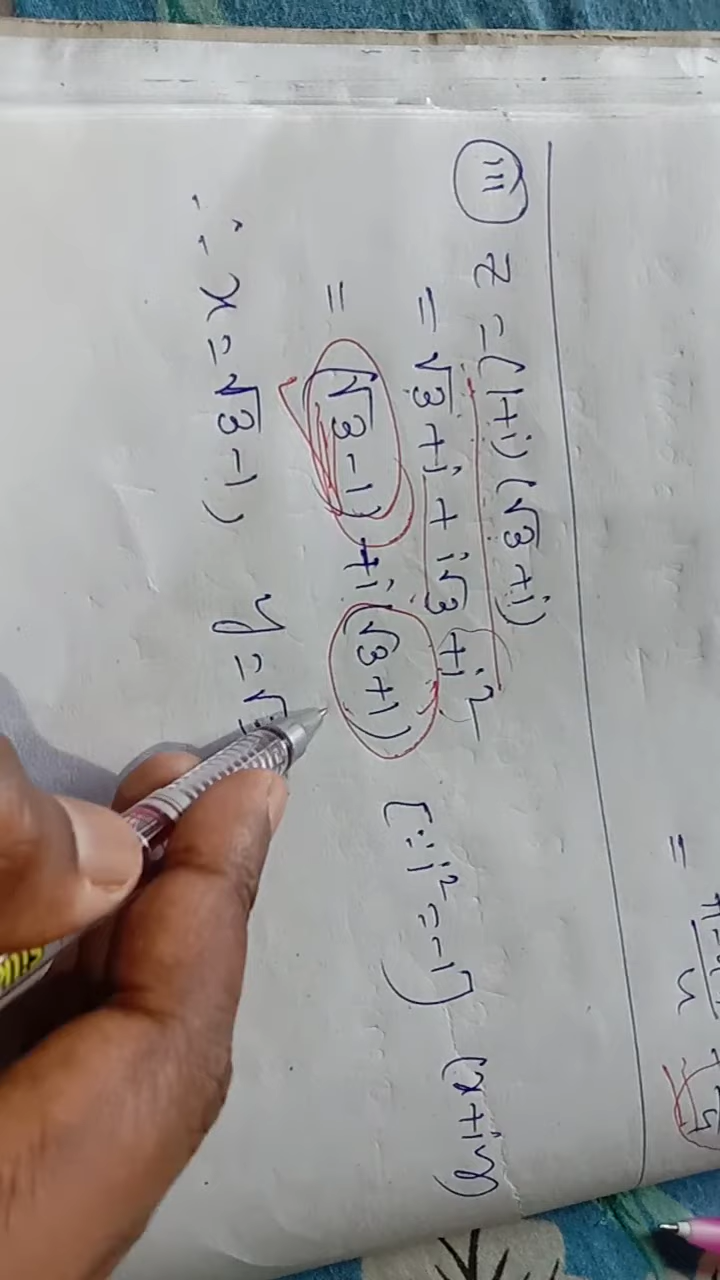 (iii) z = (1+i) (√3+i)
= √3 + i + i√3 + i²
= (√3-1) + i (√3+1) [∵ i² = -1] (x+iy)
∴ x = √3-1) y = √